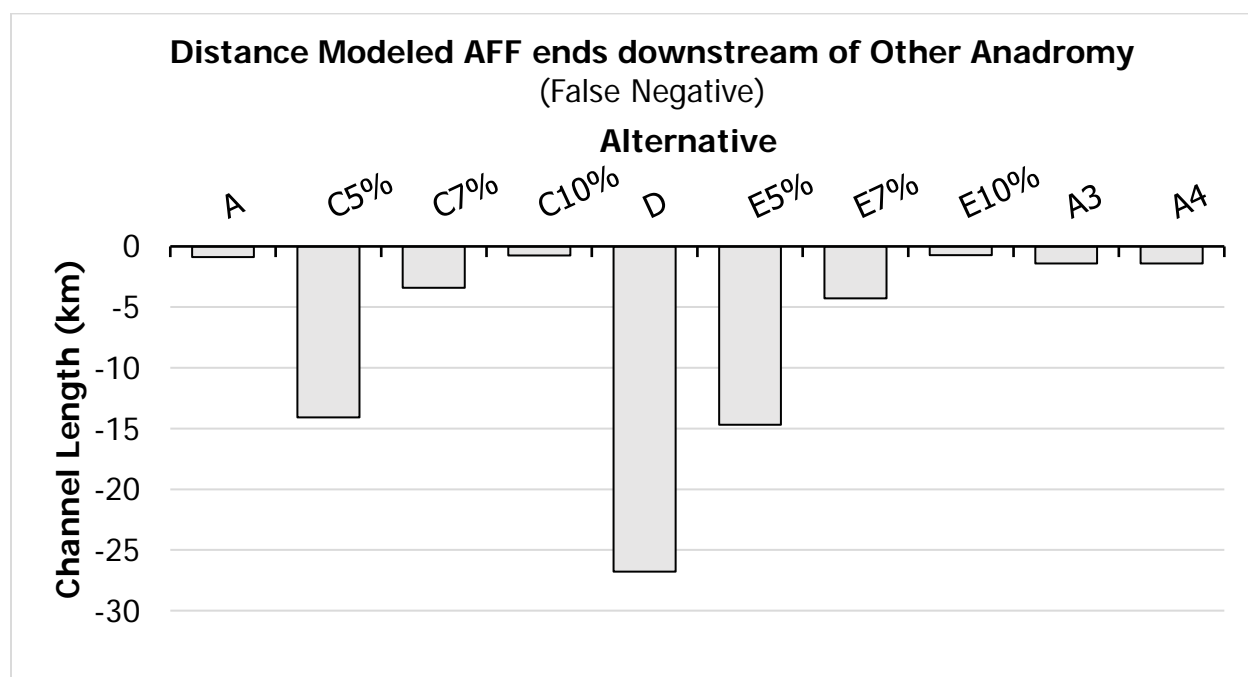 Distance Modeled AFF ends downstream of Other Anadromy
(False Negative)
Alternative
A C5% C7% C10% D E5% E7% E10% A3 A4
Channel Length (km)
0
-5
-10
-15
-20
-25
-30